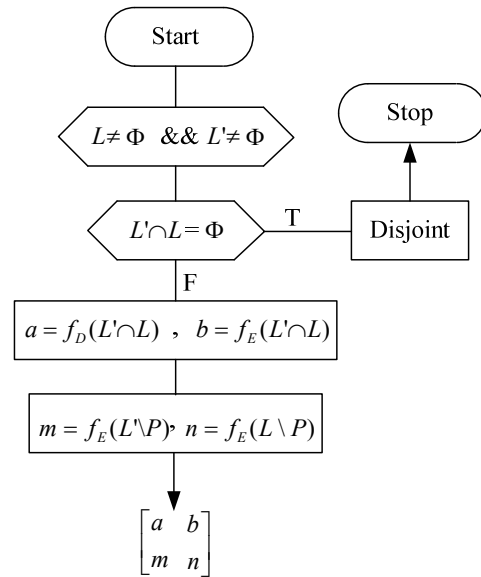 Start
L≠ Φ && L'≠ Φ
Stop
L'∩L = Φ
T
Disjoint
F
a = f_D(L'∩L) , b = f_E(L'∩L)
m = f_E(L'\P), n = f_E(L \ P)
a b
m n